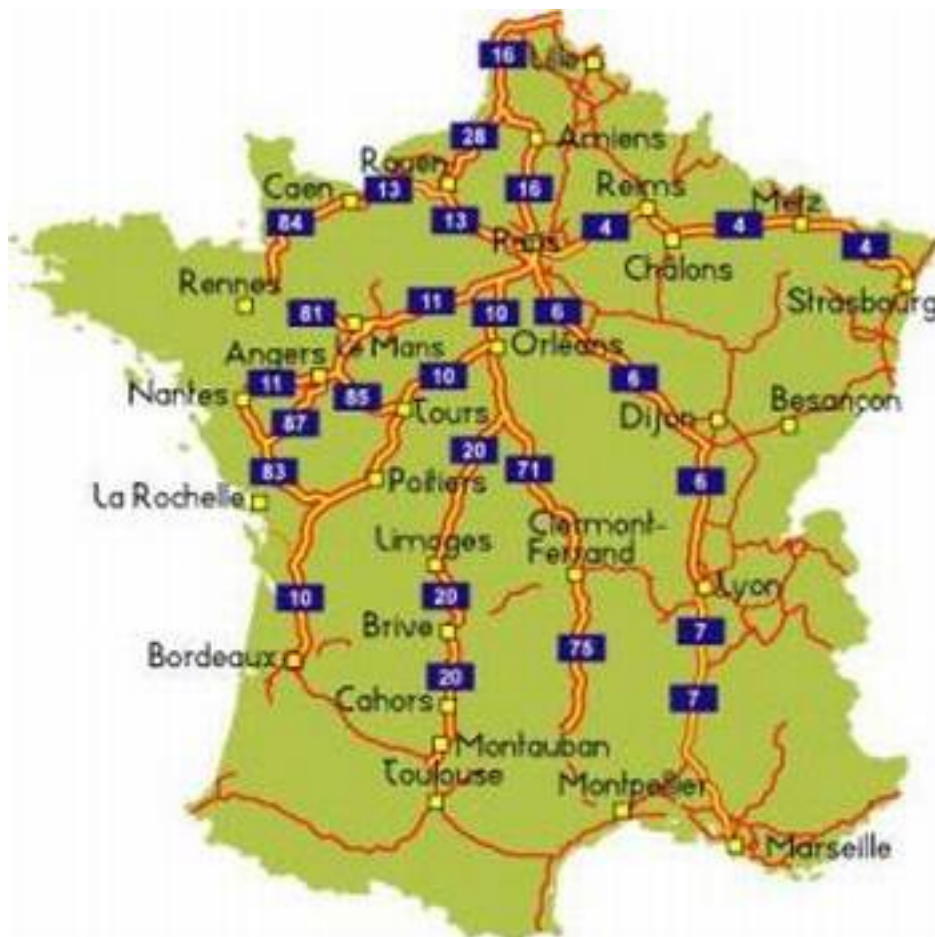 16
Lille
28
Amiens
Rouen
Caen
13
16
Reims
Metz
84
13
4
4
Paris
4
Châlons
Rennes
Strasbourg
81
11
10
6
Le Mans
Orléans
Angers
11
10
6
Nantes
85
Tours
Dijon
Besançon
87
20
83
71
6
La Rochelle
Poitiers
Limoges
Clermont-
Ferrand
10
20
Lyon
Brive
7
Bordeaux
75
20
7
Cahors
Montauban
Toulouse
Montpellier
Marseille